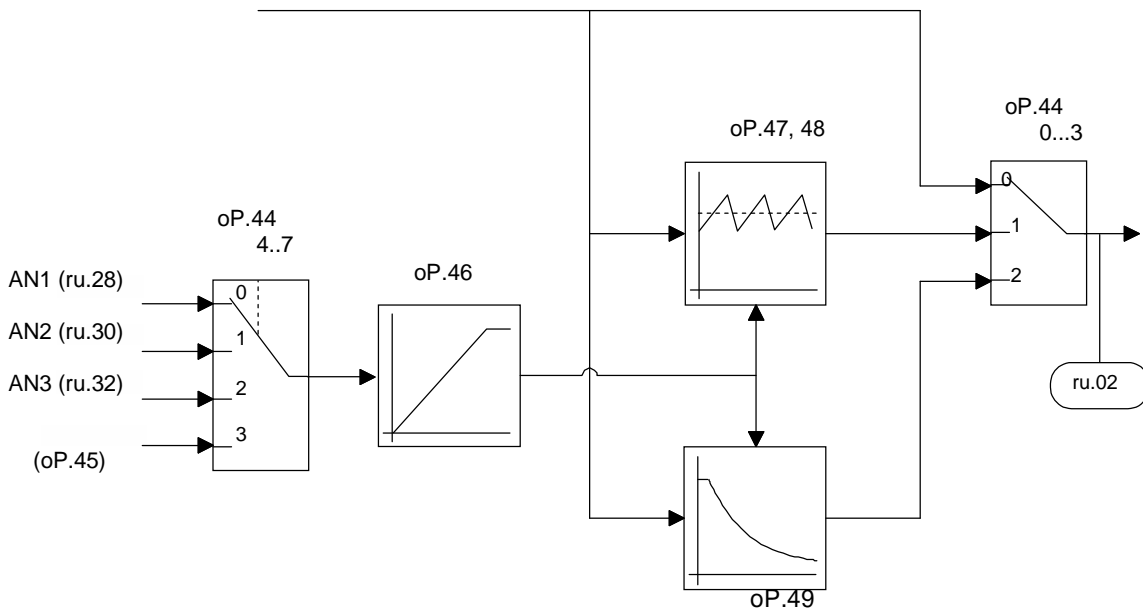 oP.44
0...3
oP.47, 48
0
1
2
oP.44
4..7
oP.46
AN1 (ru.28)
0
AN2 (ru.30)
1
AN3 (ru.32)
2
3
(oP.45)
ru.02
oP.49